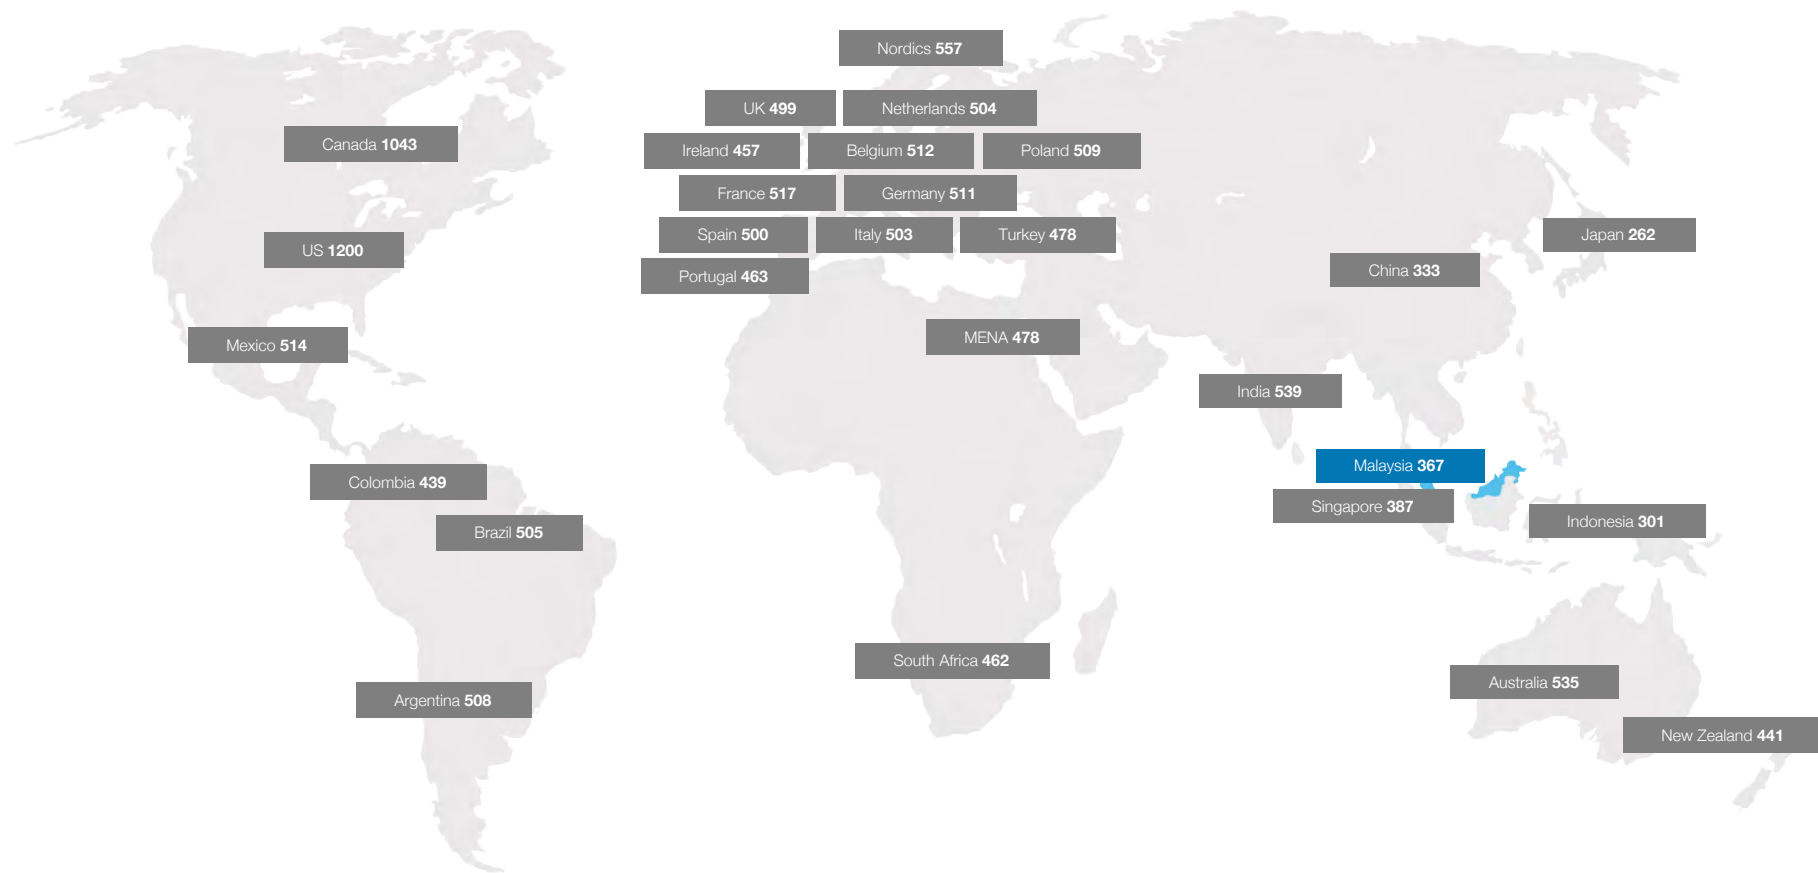 Nordics 557
UK 499
Netherlands 504
Canada 1043
Ireland 457
Belgium 512
Poland 509
France 517
Germany 511
US 1200
Spain 500
Italy 503
Turkey 478
Japan 262
Portugal 463
China 333
Mexico 514
MENA 478
India 539
Colombia 439
Malaysia 367
Singapore 387
Brazil 505
Indonesia 301
South Africa 462
Argentina 508
Australia 535
New Zealand 441